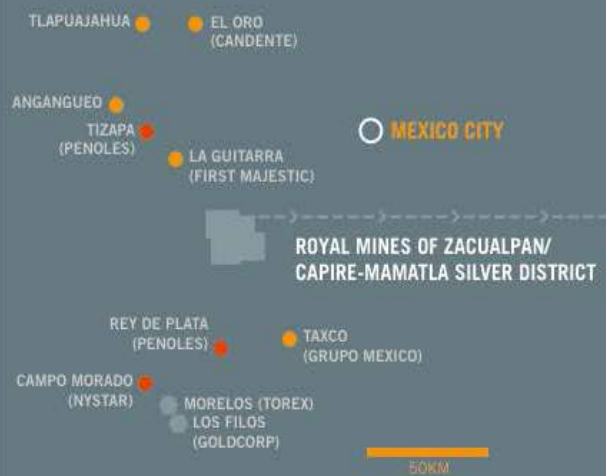 TLAPUAJAHUA
EL ORO
(CANDENTE)
ANGANGUEO
TIZAPA
(PENOLES)
MEXICO CITY
LA GUITARRA
(FIRST MAJESTIC)
ROYAL MINES OF ZACUALPAN/
CAPIRE-MAMATLA SILVER DISTRICT
REY DE PLATA
(PENOLES)
TAXCO
(GRUPO MEXICO)
CAMPO MORADO
(NYSTAR)
MORELOS (TOREX)
LOS FILOS
(GOLDCORP)
50KM